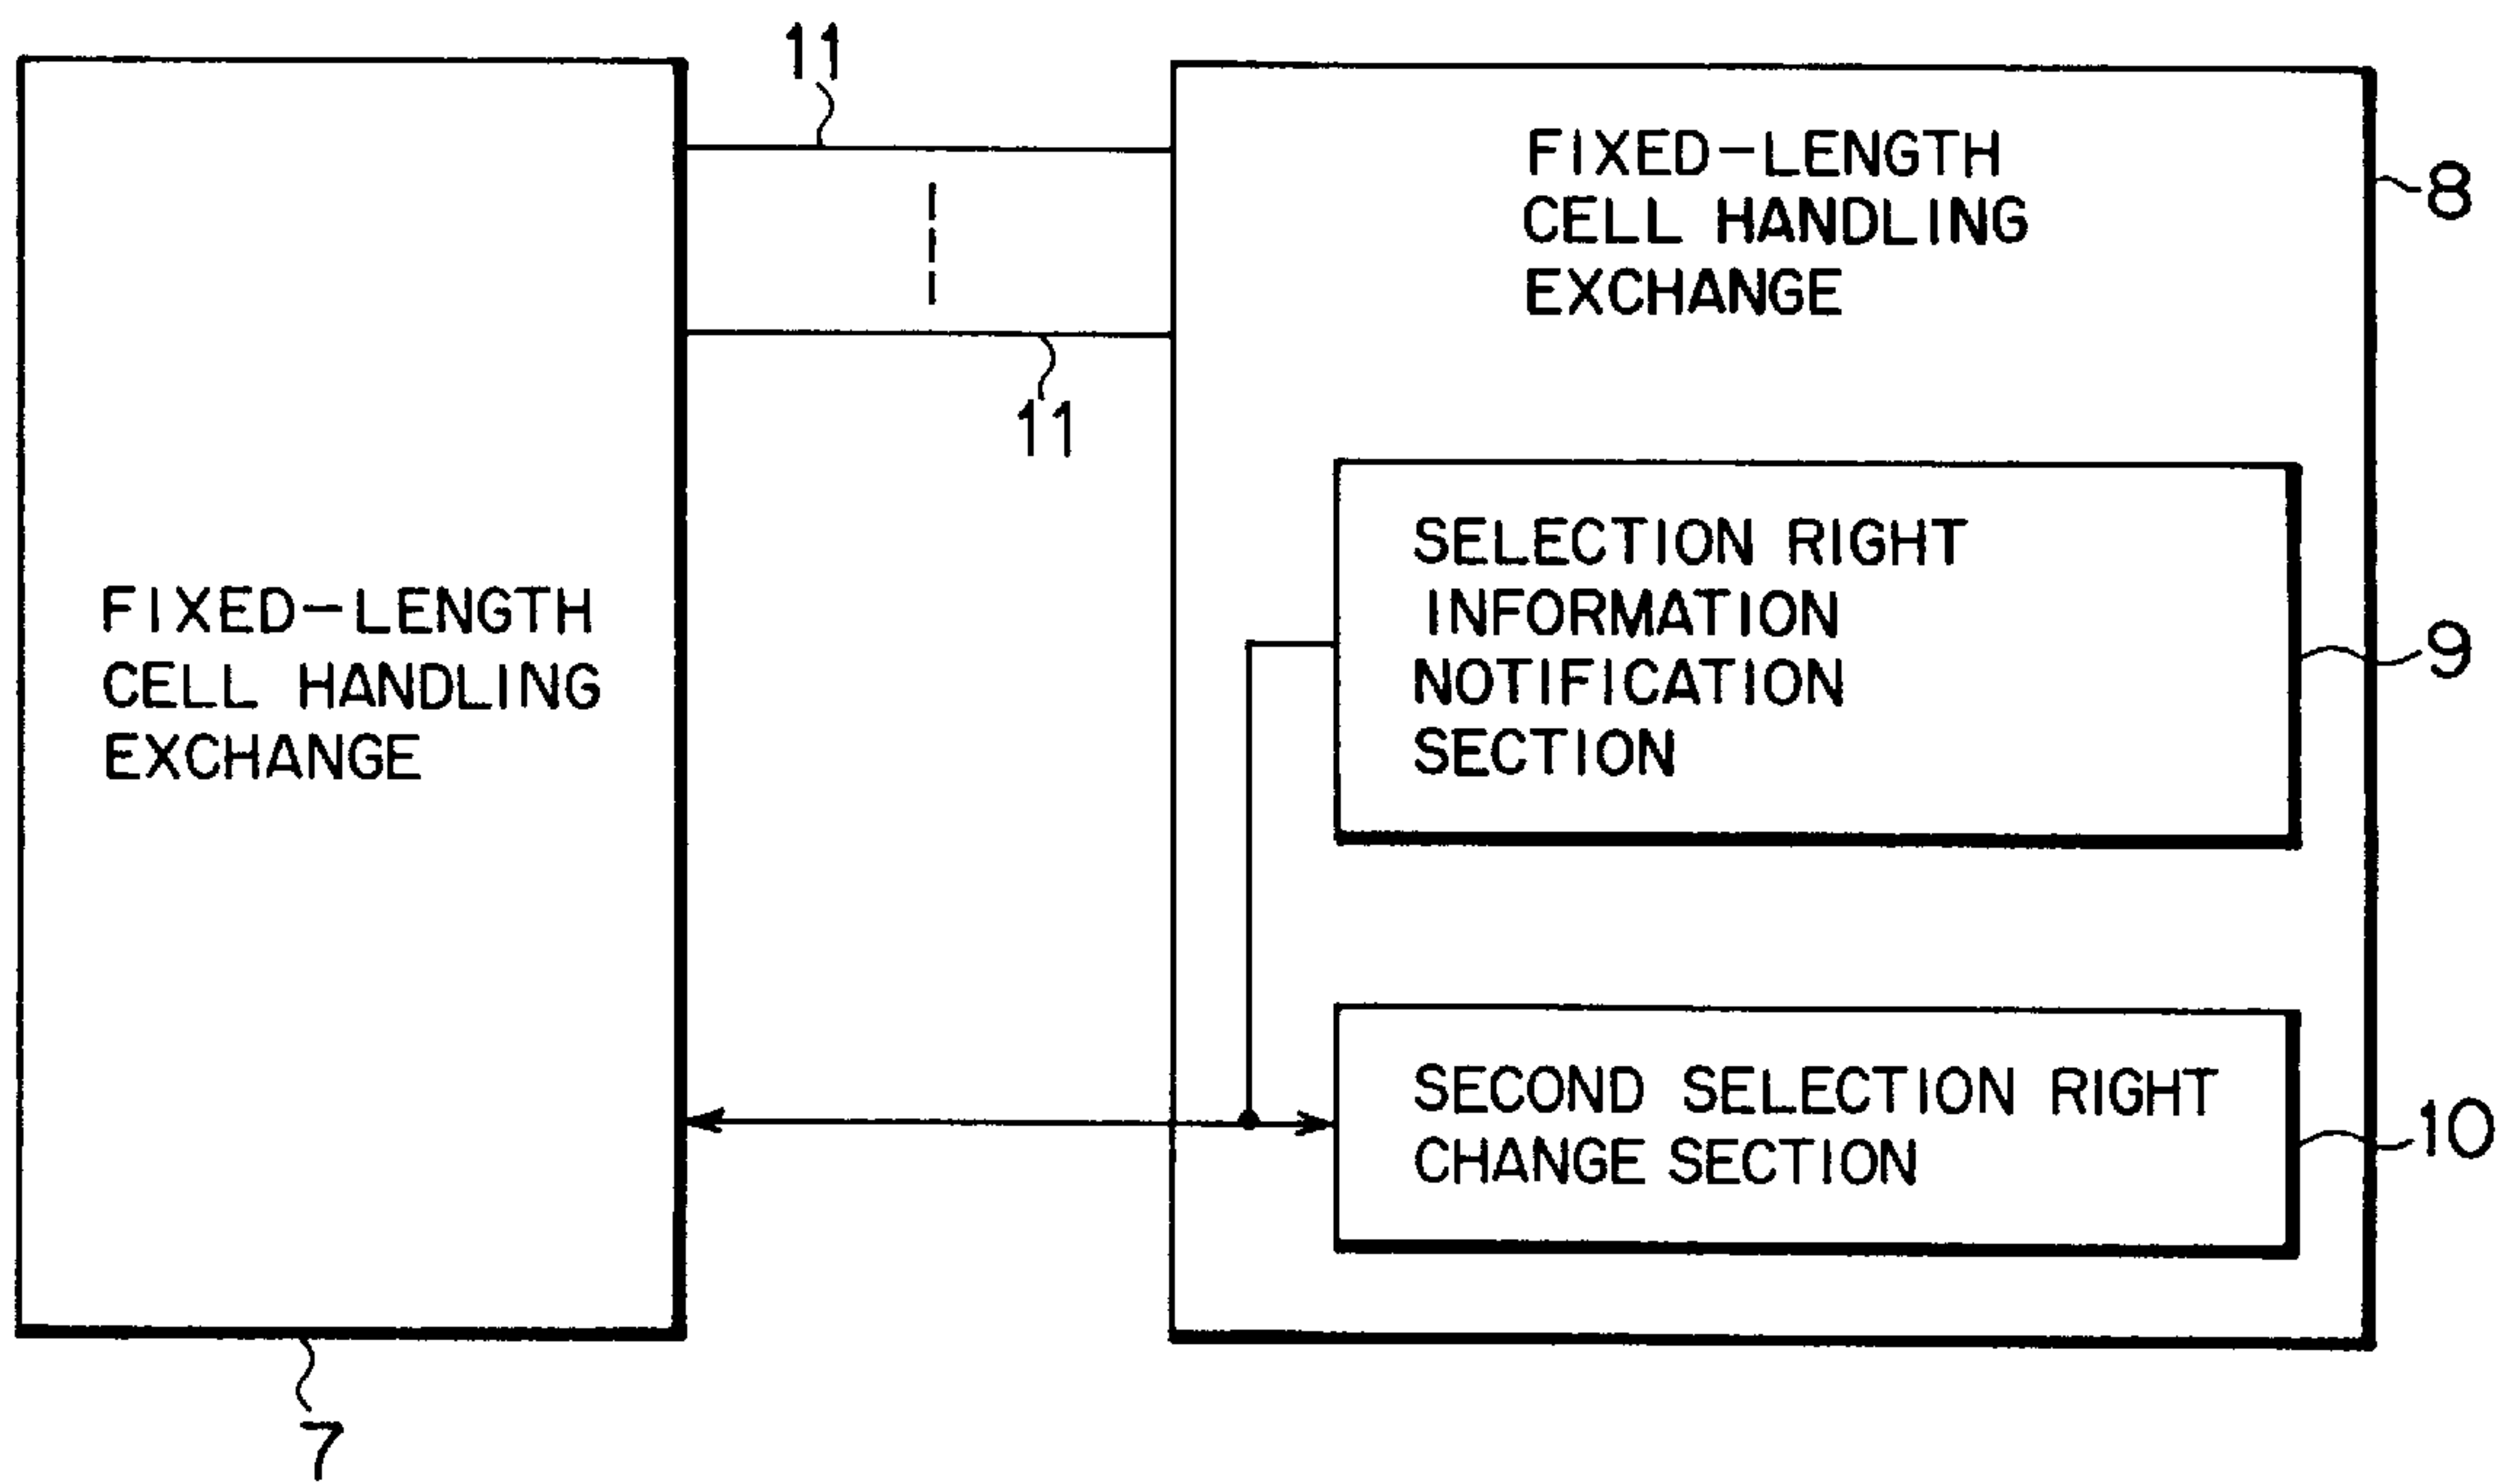 11
FIXED-LENGTH
CELL HANDLING
EXCHANGE
8
11
SELECTION RIGHT
INFORMATION
NOTIFICATION
SECTION
9
FIXED-LENGTH
CELL HANDLING
EXCHANGE
SECOND SELECTION RIGHT
CHANGE SECTION
10
7